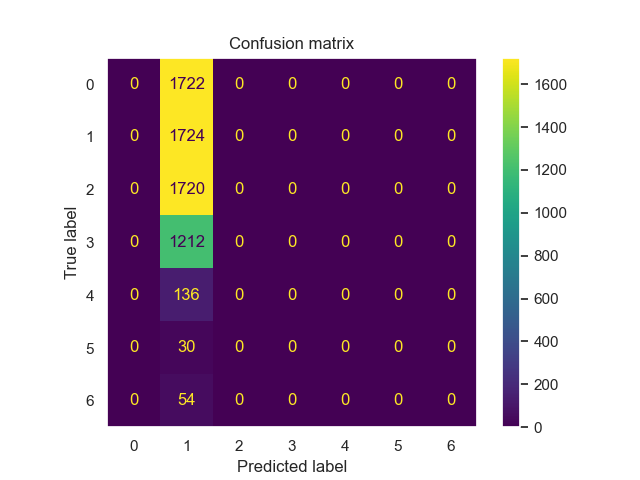 Confusion matrix
0 0 1722 0 0 0 0 0
1 0 1724 0 0 0 0 0
2 0 1720 0 0 0 0 0
3 0 1212 0 0 0 0 0
4 0 136 0 0 0 0 0
5 0 30 0 0 0 0 0
6 0 54 0 0 0 0 0
0 1 2 3 4 5 6
Predicted label
True label
1600
1400
1200
1000
800
600
400
200
0